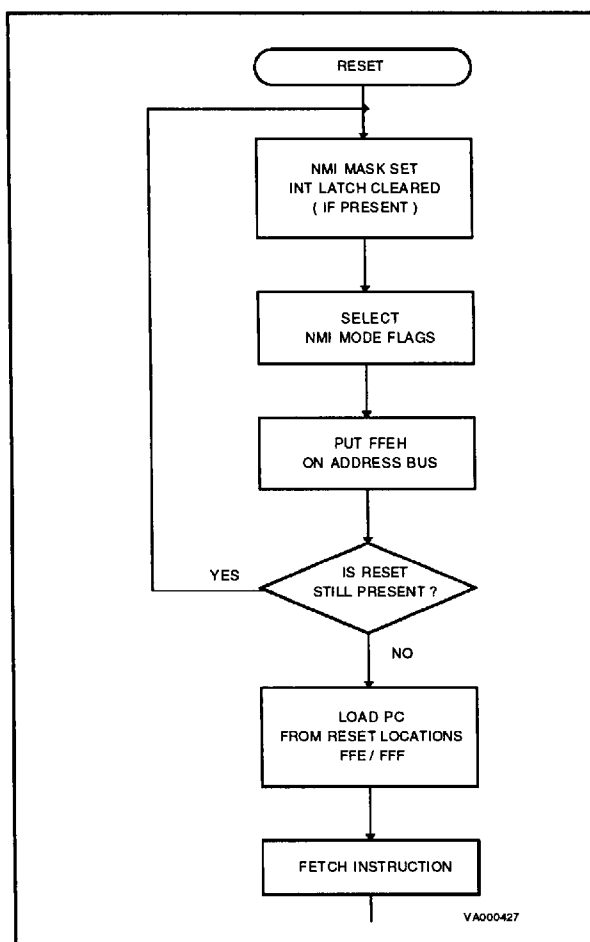 RESET
NMI MASK SET
INT LATCH CLEARED
( IF PRESENT )
SELECT
NMI MODE FLAGS
PUT FFEH
ON ADDRESS BUS
IS RESET
STILL PRESENT ?
YES
NO
LOAD PC
FROM RESET LOCATIONS
FFE / FFF
FETCH INSTRUCTION
VA000427